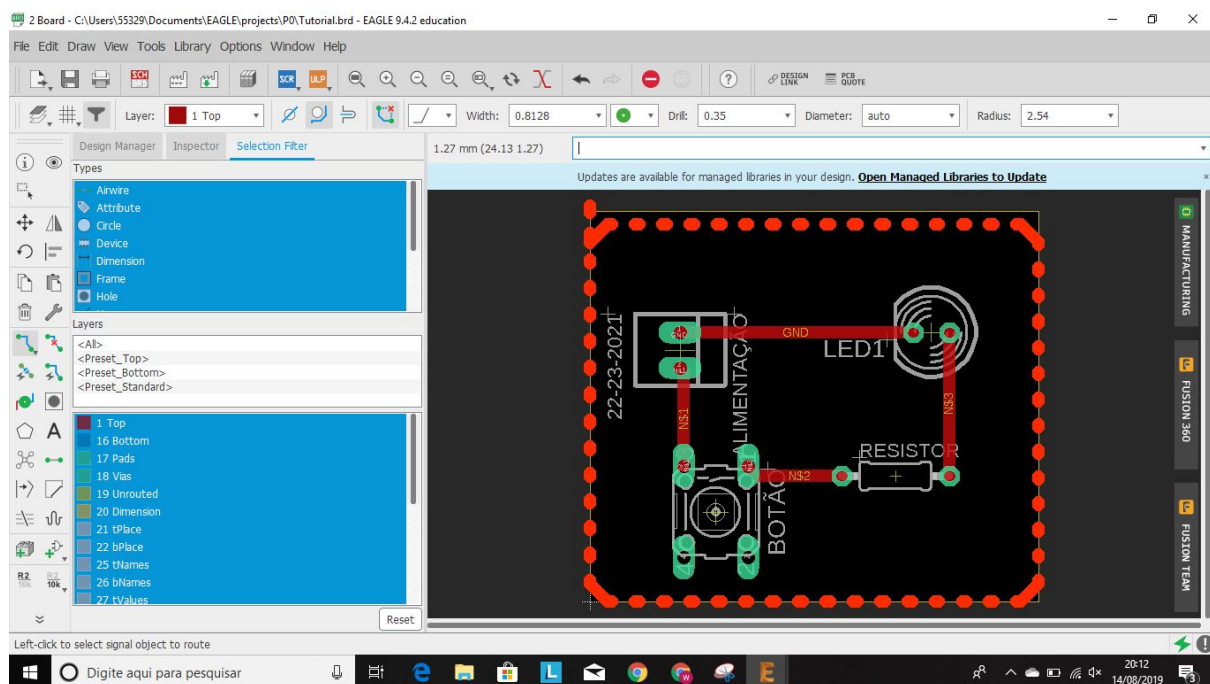 2 Board - C:\Users\55329\Documents\EAGLE\projects\P0\Tutorial.brd - EAGLE 9.4.2 education
File Edit Draw View Tools Library Options Window Help
SCH SCR ULP ? DESIGN LINK PCB QUOTE
Layer: 1 Top Width: 0.8128 Drill: 0.35 Diameter: auto Radius: 2.54
Design Manager Inspector Selection Filter 1.27 mm (24.13 1.27)
Updates are available for managed libraries in your design. Open Managed Libraries to Update
Types
Airwire
Attribute
Circle
Device
Dimension
Frame
Hole
Layers
<All>
<Preset_Top>
<Preset_Bottom>
<Preset_Standard>
1 Top
16 Bottom
17 Pads
18 Vias
19 Unrouted
20 Dimension
21 tPlace
22 bPlace
25 tNames
26 bNames
27 tValues
Reset
A
R2 10k R2 10k
22-23-2021
ALIMENTAÇÃO
GND
LED1
N$1
N$3
RESISTOR
N$2
BOTÃO
MANUFACTURING
FUSION 360
FUSION TEAM
Left-click to select signal object to route
Digite aqui para pesquisar
20:12
14/08/2019